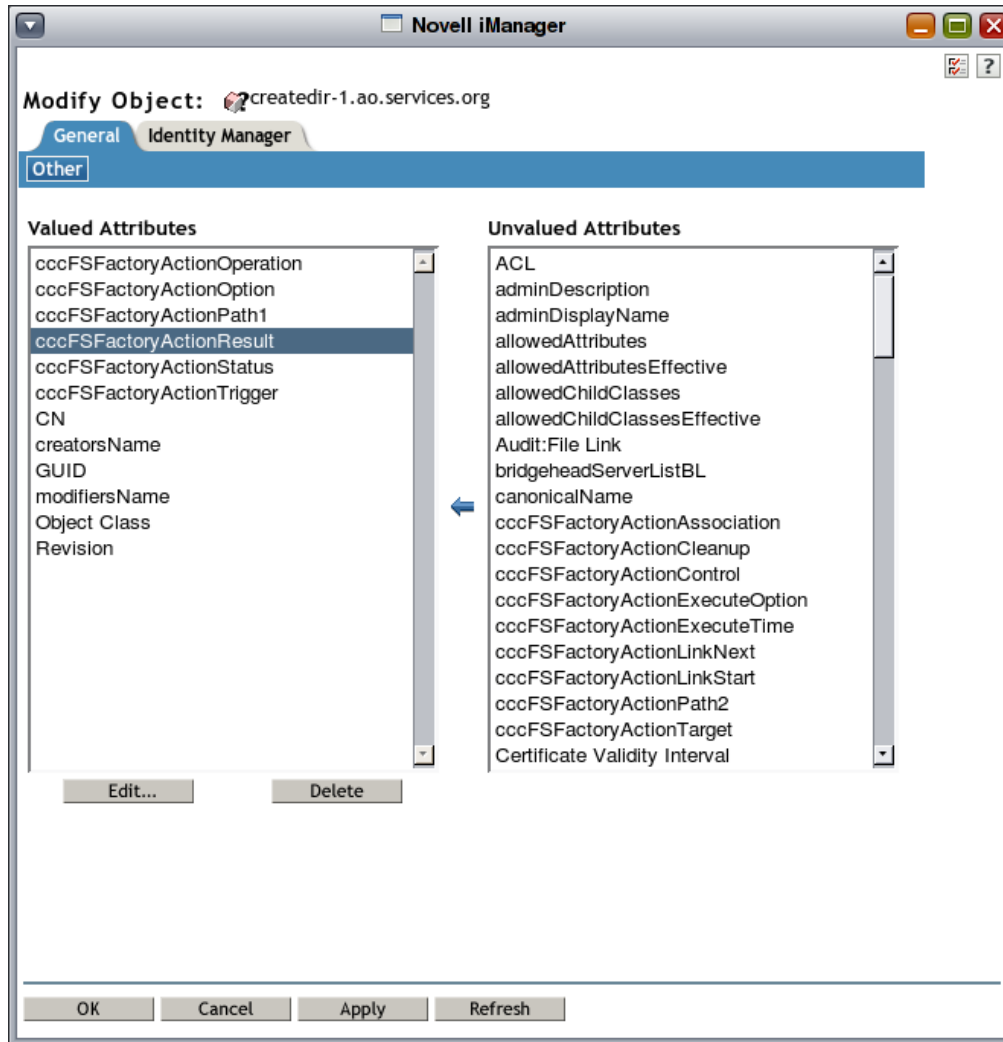 Novell iManager
?
Modify Object: createdir-1.ao.services.org
General Identity Manager
Other
Valued Attributes
cccFSFactoryActionOperation
cccFSFactoryActionOption
cccFSFactoryActionPath1
cccFSFactoryActionResult
cccFSFactoryActionStatus
cccFSFactoryActionTrigger
CN
creatorsName
GUID
modifiersName
Object Class
Revision
Edit...
Delete
Unvalued Attributes
ACL
adminDescription
adminDisplayName
allowedAttributes
allowedAttributesEffective
allowedChildClasses
allowedChildClassesEffective
Audit:File Link
bridgeheadServerListBL
canonicalName
cccFSFactoryActionAssociation
cccFSFactoryActionCleanup
cccFSFactoryActionControl
cccFSFactoryActionExecuteOption
cccFSFactoryActionExecuteTime
cccFSFactoryActionLinkNext
cccFSFactoryActionLinkStart
cccFSFactoryActionPath2
cccFSFactoryActionTarget
Certificate Validity Interval
OK Cancel Apply Refresh